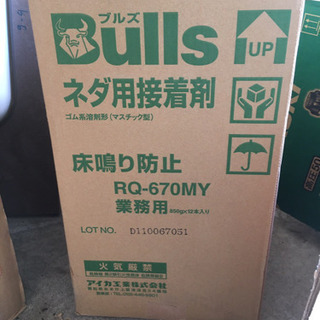 ブルズ
Bulls
UP
ネダ用接着剤
ゴム系溶剤形(マスチック型)
床鳴り防止
RQ-670MY
業務用
LOT NO. D110067051
火気厳禁
アイカ工業株式会社